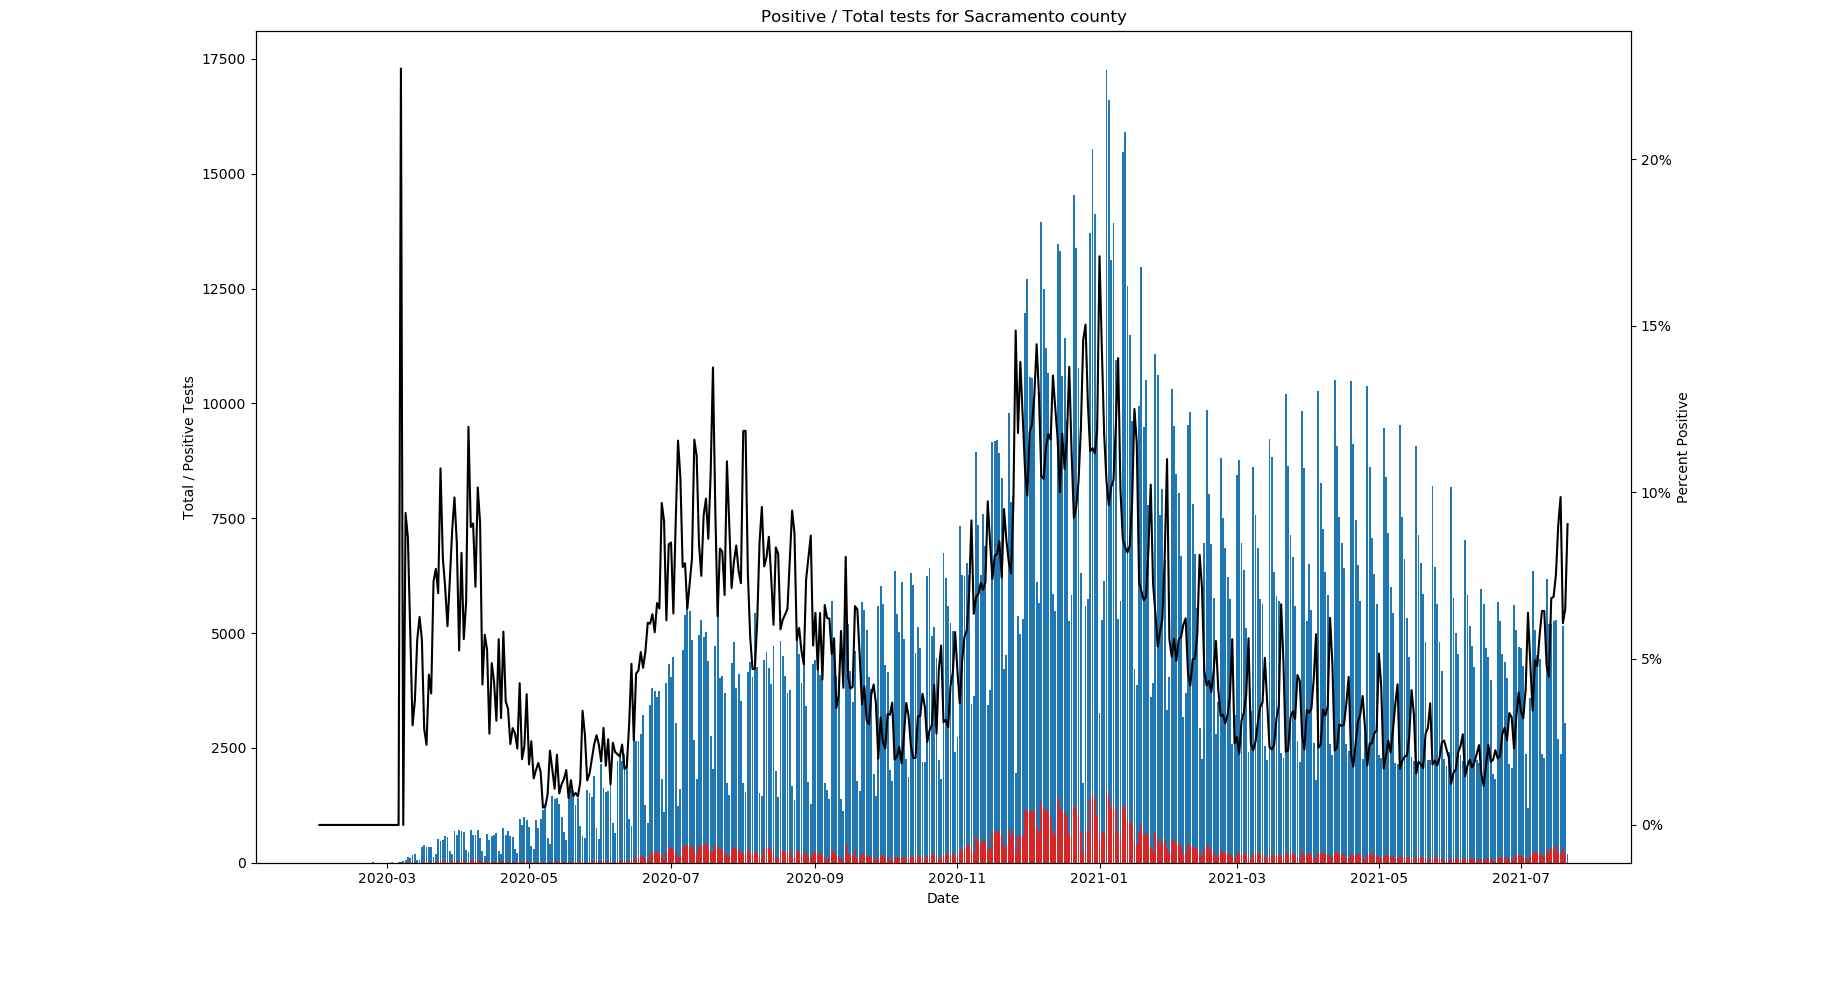 Positive / Total tests for Sacramento county
17500
15000
12500
10000
7500
5000
2500
0
Total / Positive Tests
20%
15%
10%
5%
0%
Percent Positive
2020-03 2020-05 2020-07 2020-09 2020-11 2021-01 2021-03 2021-05 2021-07
Date